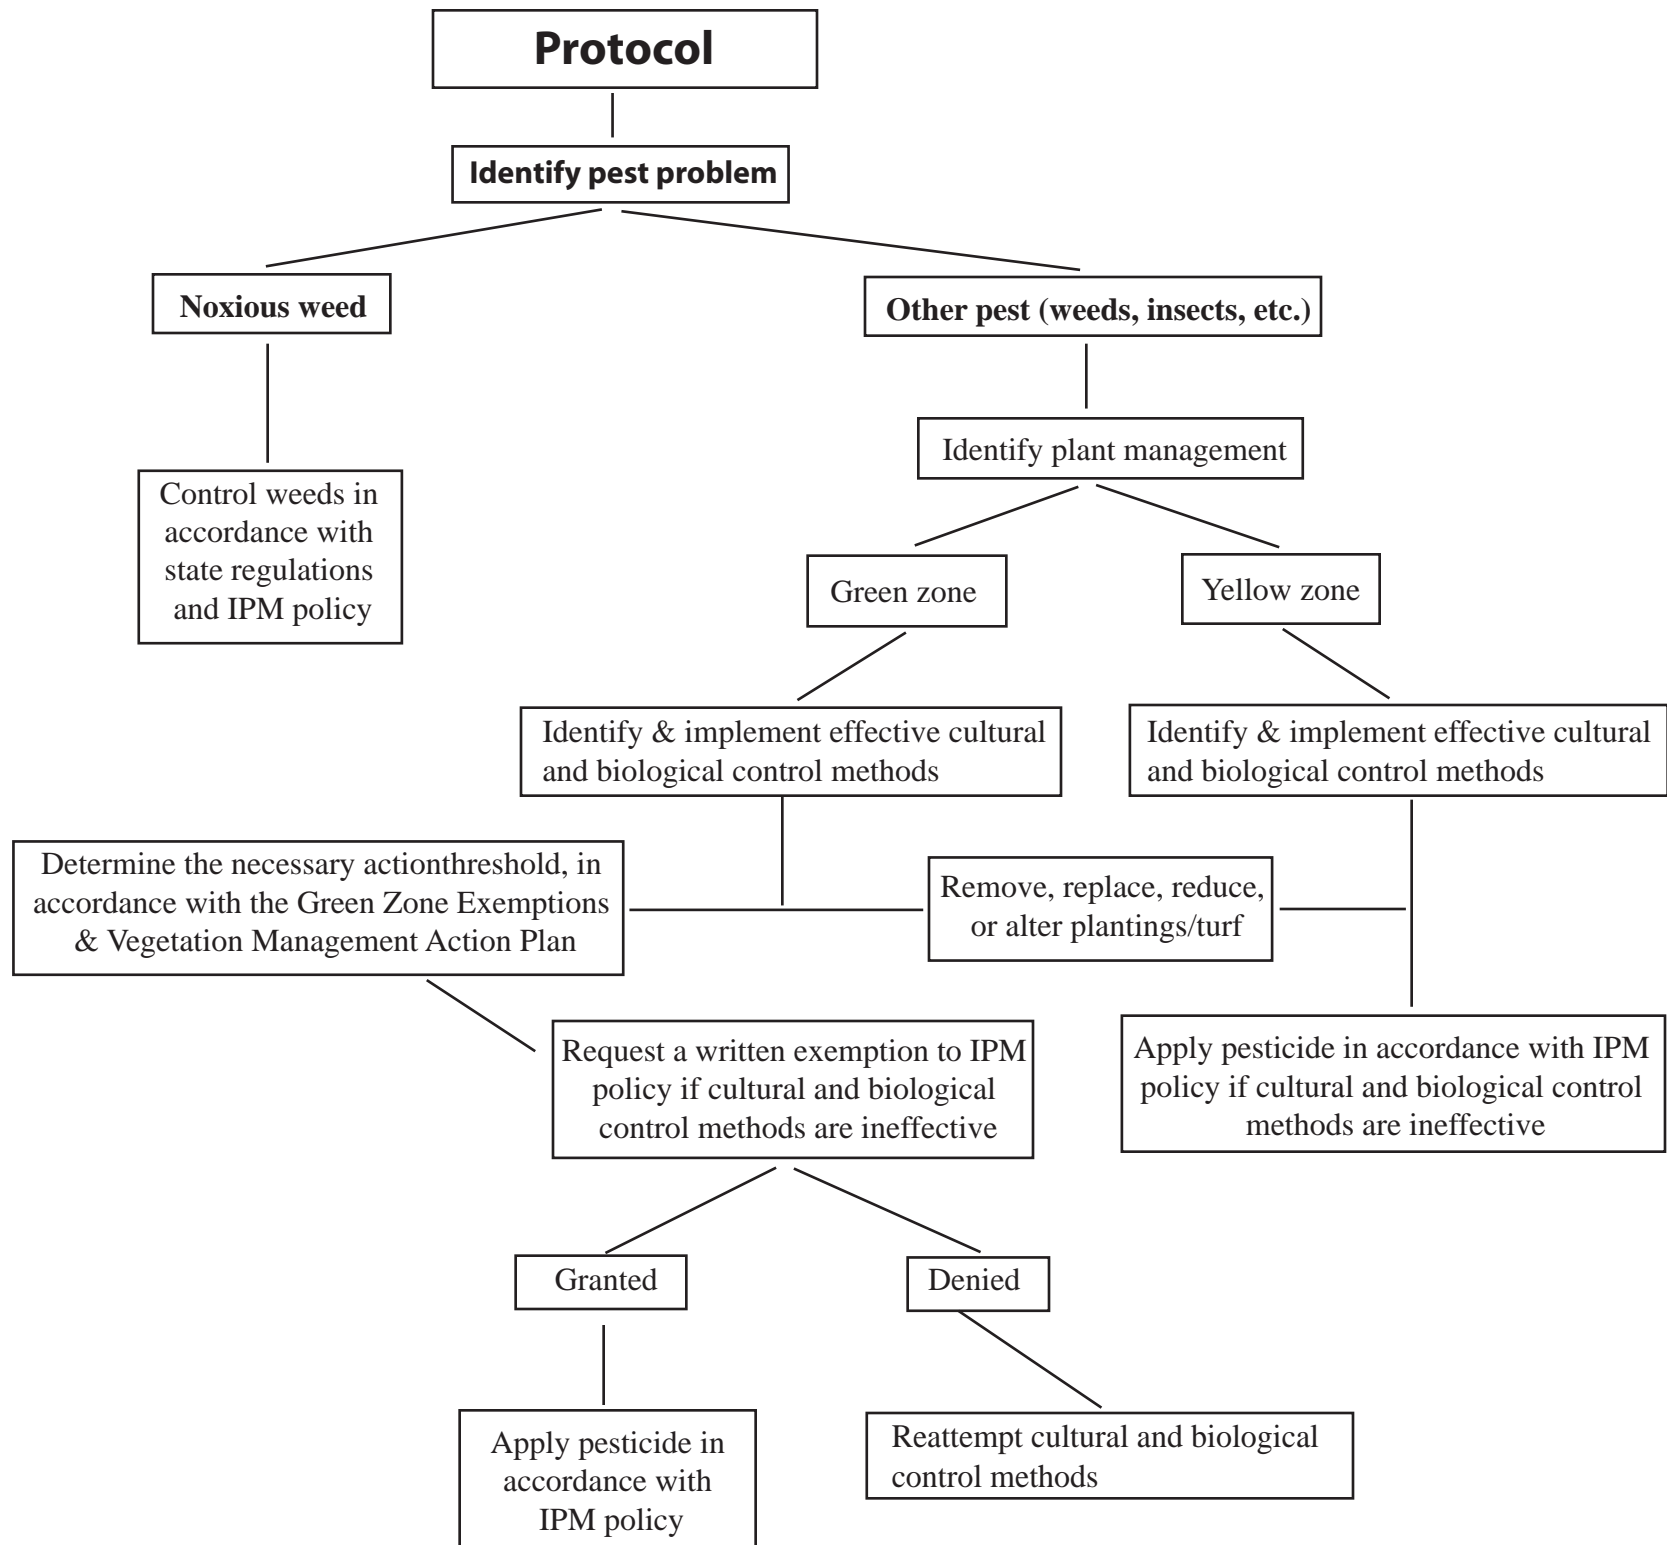 Protocol
Identify pest problem
Noxious weed
Other pest (weeds, insects, etc.)
Identify plant management
Control weeds in
accordance with
state regulations
and IPM policy
Green zone
Yellow zone
Identify & implement effective cultural
and biological control methods
Identify & implement effective cultural
and biological control methods
Determine the necessary actionthreshold, in
accordance with the Green Zone Exemptions
& Vegetation Management Action Plan
Remove, replace, reduce,
or alter plantings/turf
Request a written exemption to IPM
policy if cultural and biological
control methods are ineffective
Apply pesticide in accordance with IPM
policy if cultural and biological control
methods are ineffective
Granted
Denied
Apply pesticide in
accordance with
IPM policy
Reattempt cultural and biological
control methods